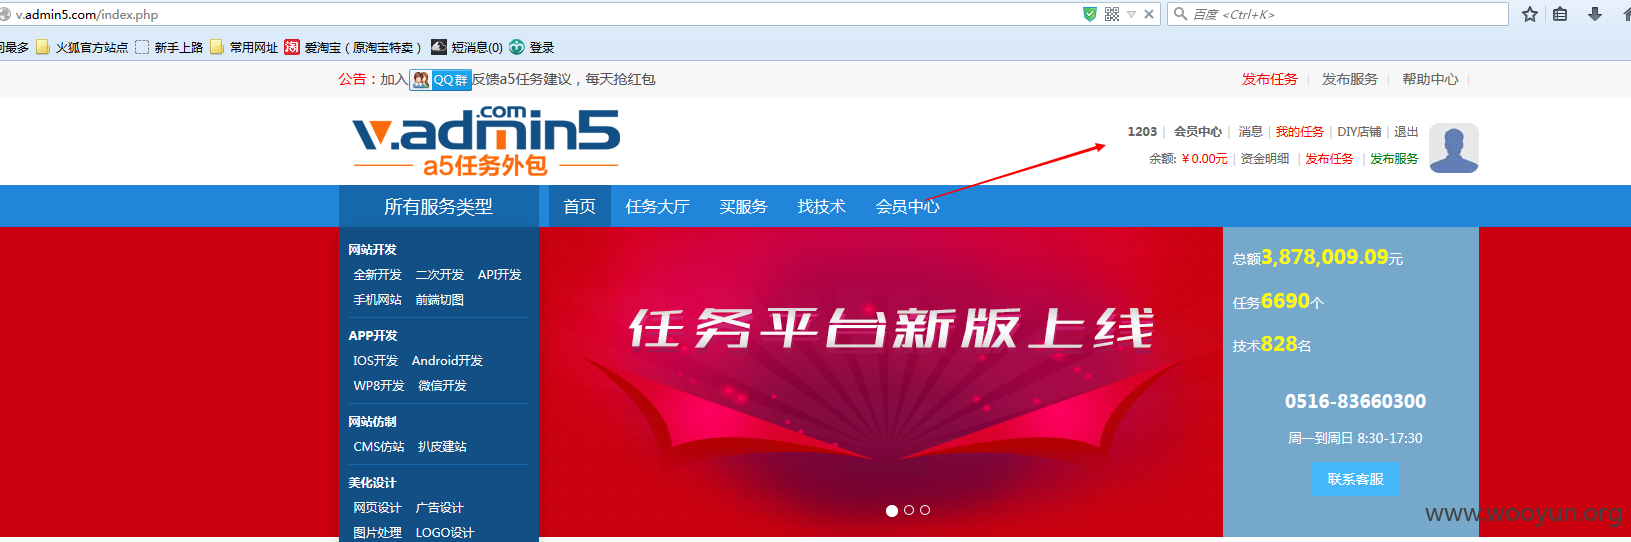 v.admin5.com/index.php
百度 <Ctrl+K>
问最多 火狐官方站点 新手上路 常用网址 淘 爱淘宝（原淘宝特卖） 短消息(0) 登录
公告：加入 QQ群 反馈a5任务建议，每天抢红包
发布任务 | 发布服务 | 帮助中心 |
v.admin5 .com
a5任务外包
1203 | 会员中心 | 消息 | 我的任务 | DIY店铺 | 退出
余额: ￥0.00元 | 资金明细 | 发布任务 | 发布服务
所有服务类型 首页 任务大厅 买服务 找技术 会员中心
网站开发
全新开发 二次开发 API开发
手机网站 前端切图
APP开发
IOS开发 Android开发
WP8开发 微信开发
网站仿制
CMS仿站 扒皮建站
美化设计
网页设计 广告设计
图片处理 LOGO设计
任务平台新版上线
总额3,878,009.09元
任务6690个
技术828名
0516-83660300
周一到周日 8:30-17:30
联系客服
www.wooyun.org